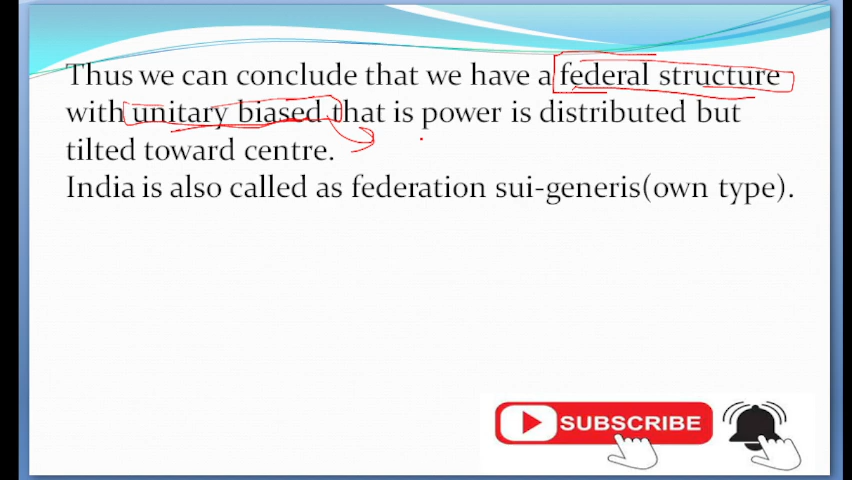 Thus we can conclude that we have a federal structure
with unitary biased that is power is distributed but
tilted toward centre.
India is also called as federation sui-generis(own type).
SUBSCRIBE